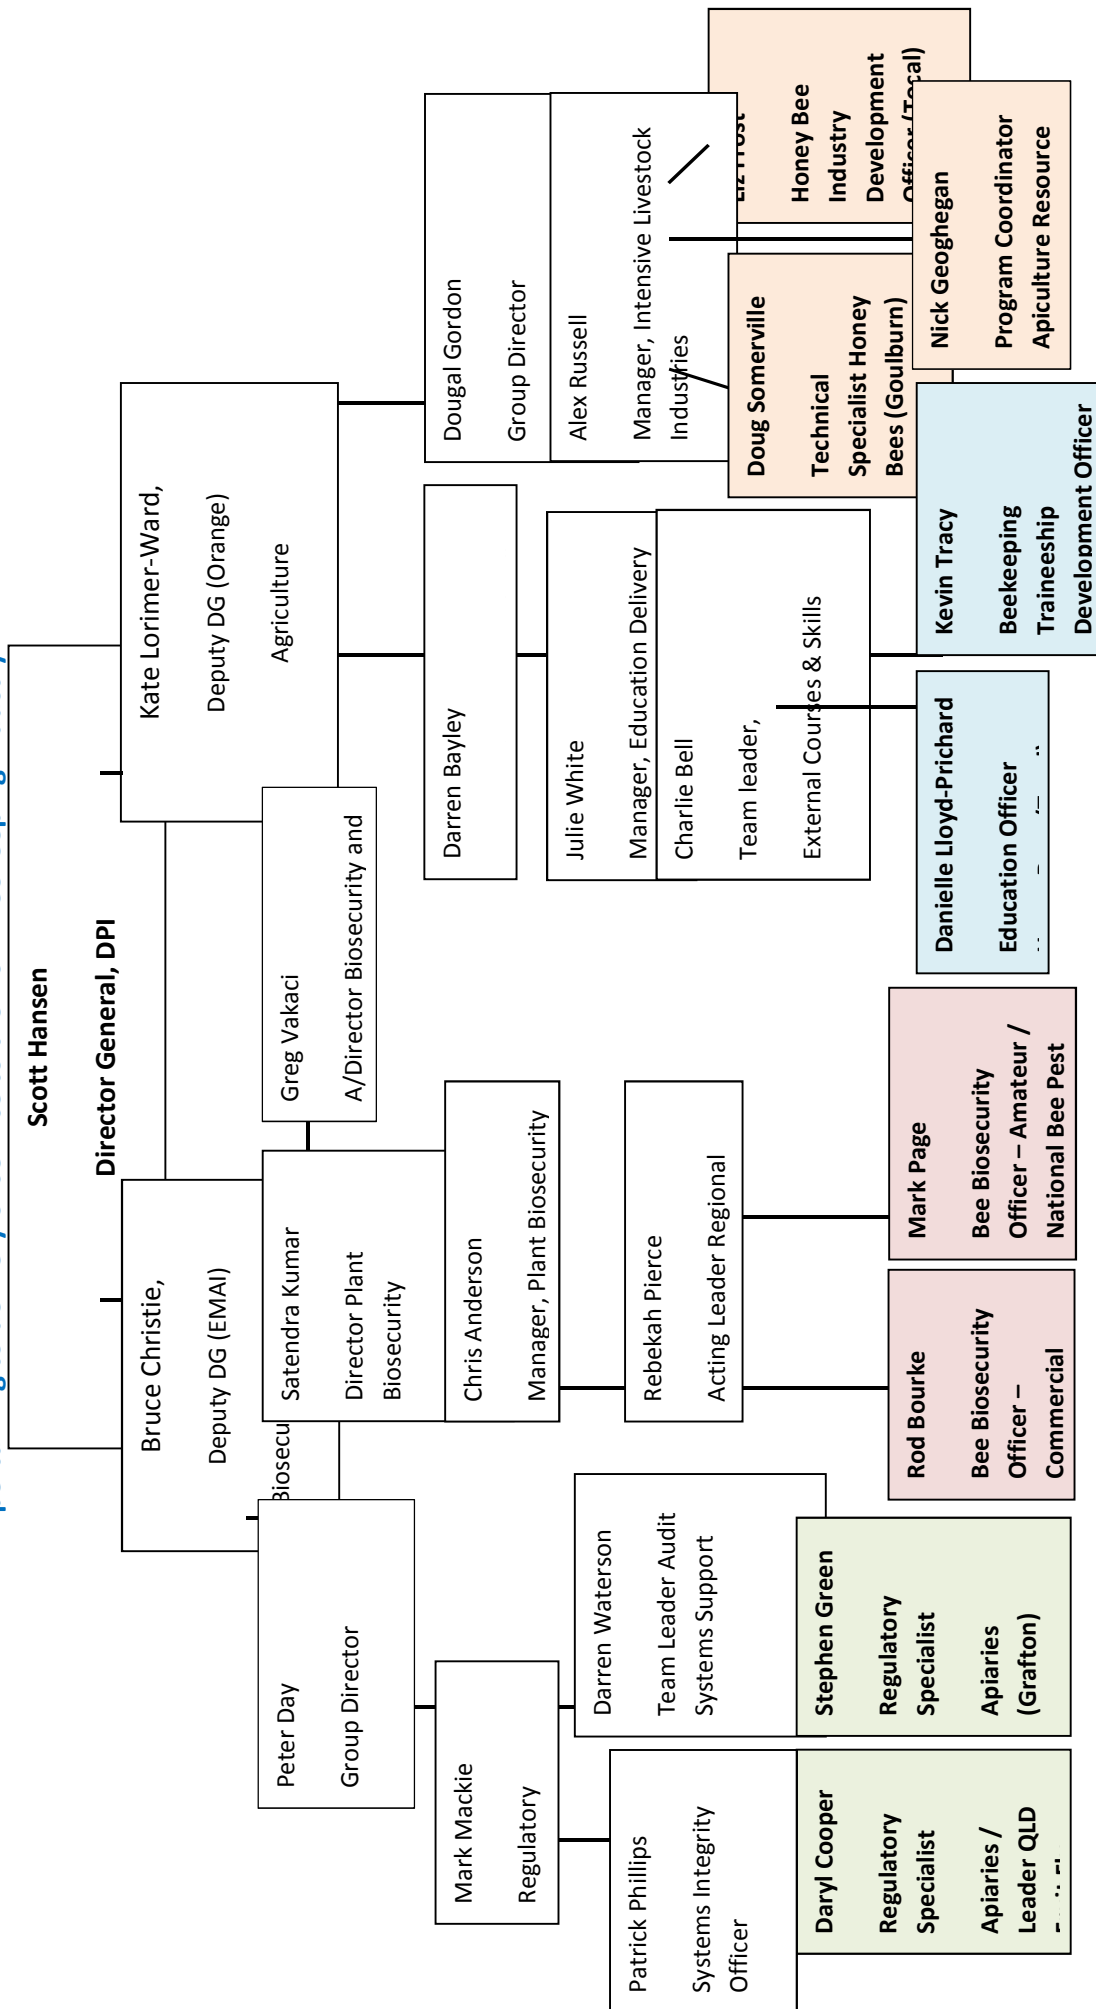 Scott Hansen
Director General, DPI
Bruce Christie,
Deputy DG (EMAI)
Biosecu
Kate Lorimer-Ward,
Deputy DG (Orange)
Agriculture
Peter Day
Group Director
Satendra Kumar
Director Plant
Biosecurity
Greg Vakaci
A/Director Biosecurity and
Mark Mackie
Regulatory
Chris Anderson
Manager, Plant Biosecurity
Darren Bayley
Dougal Gordon
Group Director
Patrick Phillips
Systems Integrity
Officer
Darren Waterson
Team Leader Audit
Systems Support
Rebekah Pierce
Acting Leader Regional
Julie White
Manager, Education Delivery
Charlie Bell
Team leader,
External Courses & Skills
Alex Russell
Manager, Intensive Livestock
Industries
Daryl Cooper
Regulatory
Specialist
Apiaries /
Leader QLD
Stephen Green
Regulatory
Specialist
Apiaries
(Grafton)
Rod Bourke
Bee Biosecurity
Officer –
Commercial
Mark Page
Bee Biosecurity
Officer – Amateur /
National Bee Pest
Danielle Lloyd-Prichard
Education Officer
Kevin Tracy
Beekeeping
Traineeship
Development Officer
Doug Somerville
Technical
Specialist Honey
Bees (Goulburn)
Liz Frost
Honey Bee
Industry
Development
Officer (Tocal)
Nick Geoghegan
Program Coordinator
Apiculture Resource